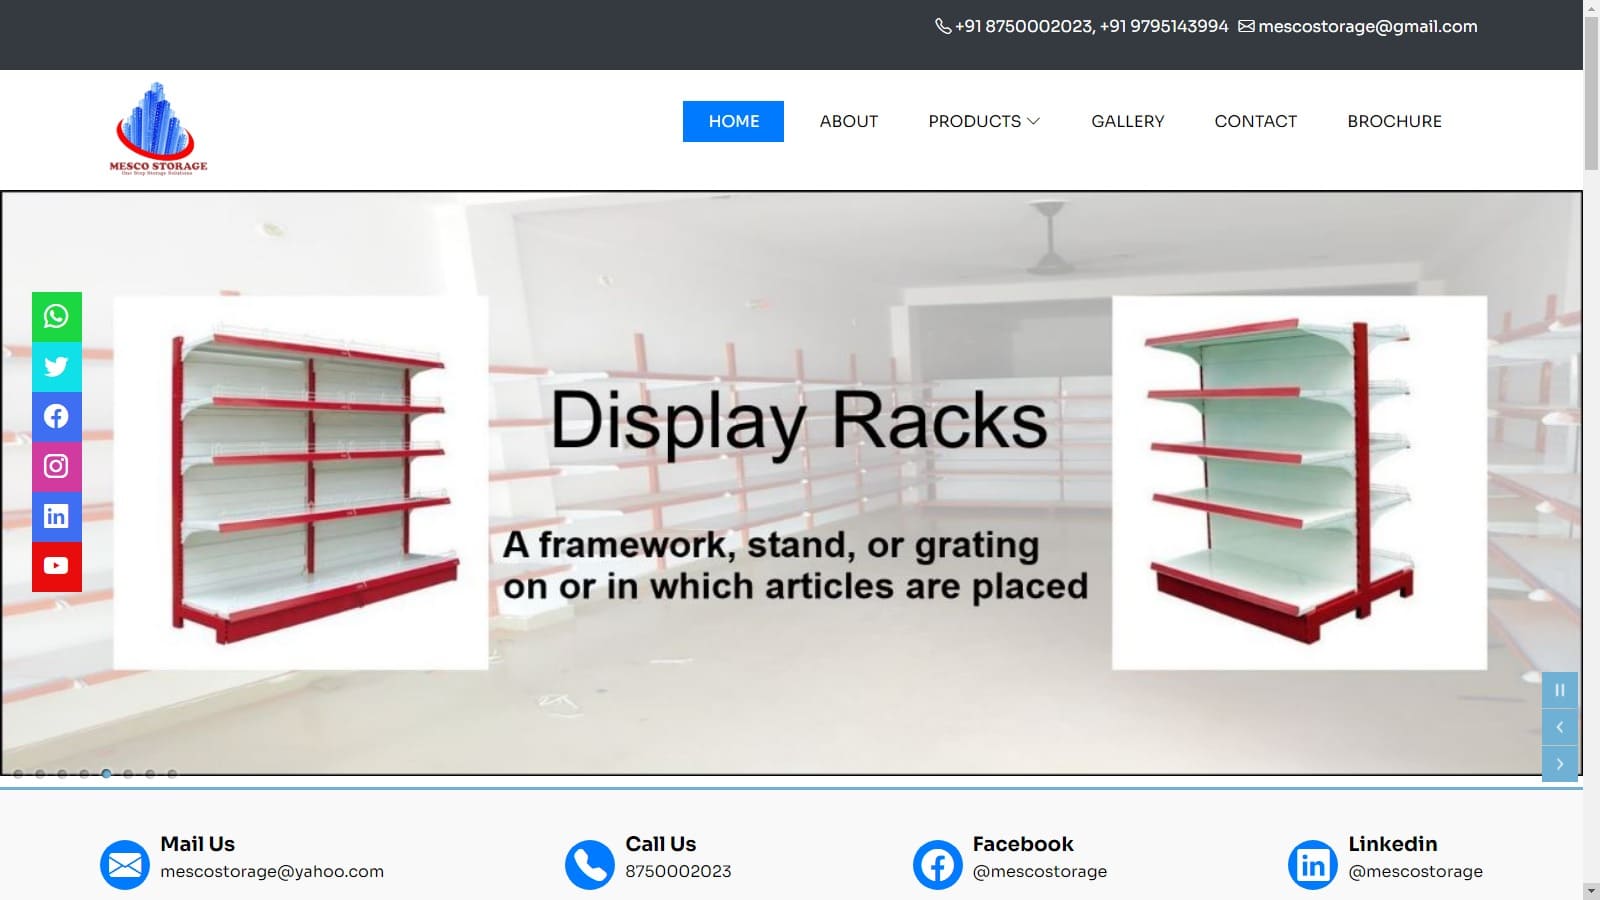 +91 8750002023, +91 9795143994 mescostorage@gmail.com
MESCO STORAGE
One Stop Storage Solutions
HOME ABOUT PRODUCTS GALLERY CONTACT BROCHURE
Display Racks
A framework, stand, or grating
on or in which articles are placed
Mail Us
mescostorage@yahoo.com
Call Us
8750002023
Facebook
@mescostorage
Linkedin
@mescostorage